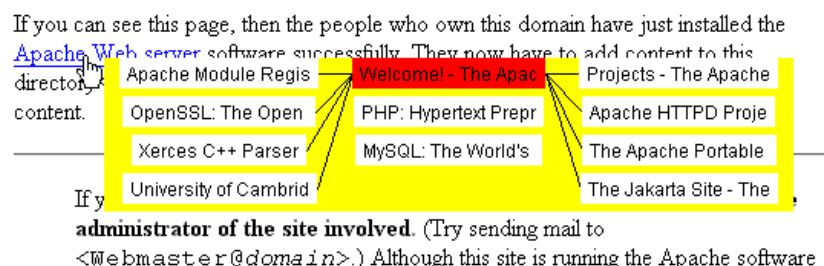 If you can see this page, then the people who own this domain have just installed the
Apache Web server software successfully. They now have to add content to this
directory
Apache Module Regis
Welcome! - The Apac
Projects - The Apache
content.
OpenSSL: The Open
PHP: Hypertext Prepr
Apache HTTPD Proje
Xerces C++ Parser
MySQL: The World's
The Apache Portable
University of Cambrid
The Jakarta Site - The
If y
administrator of the site involved. (Try sending mail to
<Webmaster@domain>.) Although this site is running the Apache software